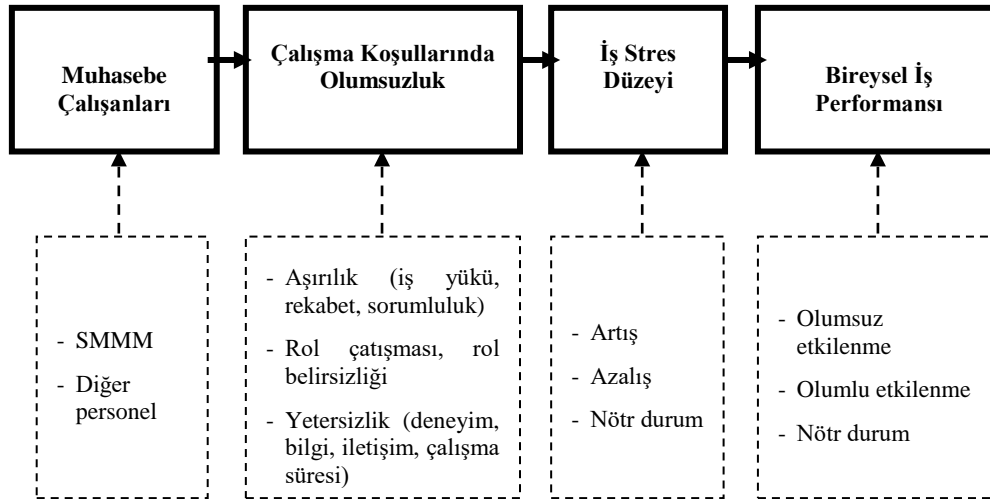 Muhasebe
Çalışanları
Çalışma Koşullarında
Olumsuzluk
İş Stres
Düzeyi
Bireysel İş
Performansı
- SMMM
- Diğer
personel
- Aşırılık (iş yükü,
rekabet, sorumluluk)
- Rol çatışması, rol
belirsizliği
- Yetersizlik (deneyim,
bilgi, iletişim, çalışma
süresi)
- Artış
- Azalış
- Nötr durum
- Olumsuz
etkilenme
- Olumlu etkilenme
- Nötr durum